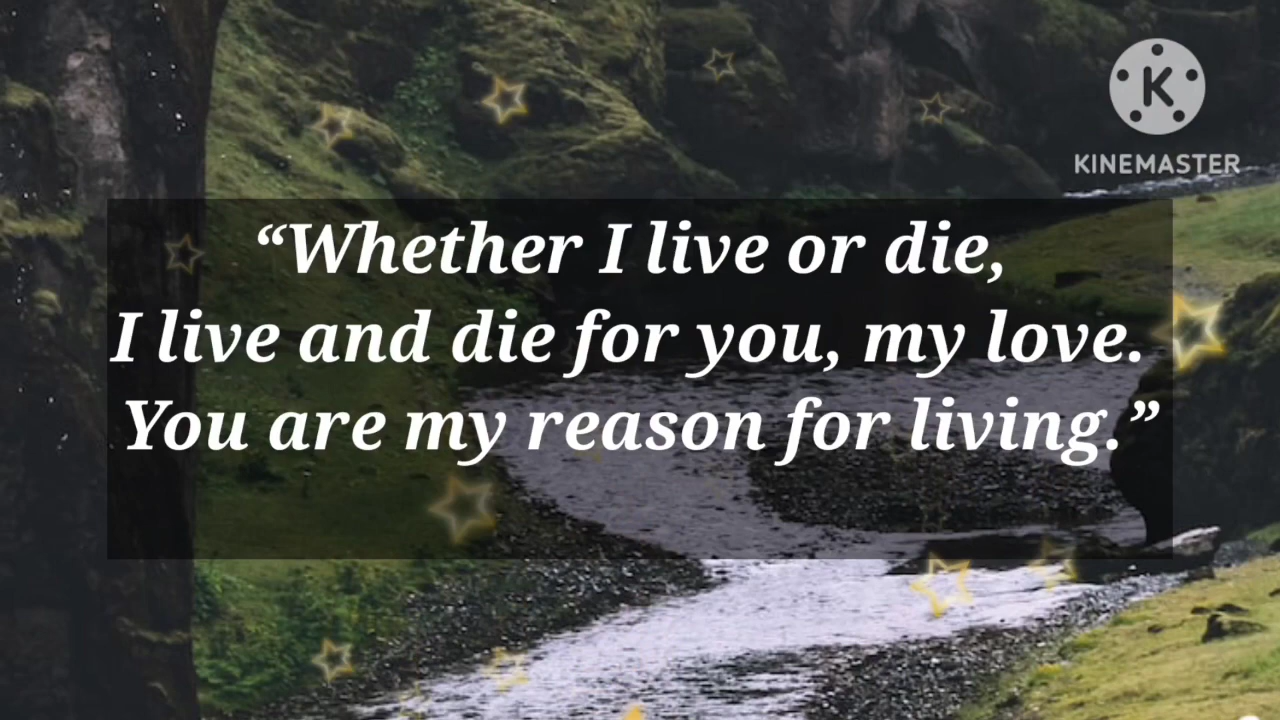 K
KINEMASTER
“Whether I live or die,
I live and die for you, my love.
You are my reason for living.”